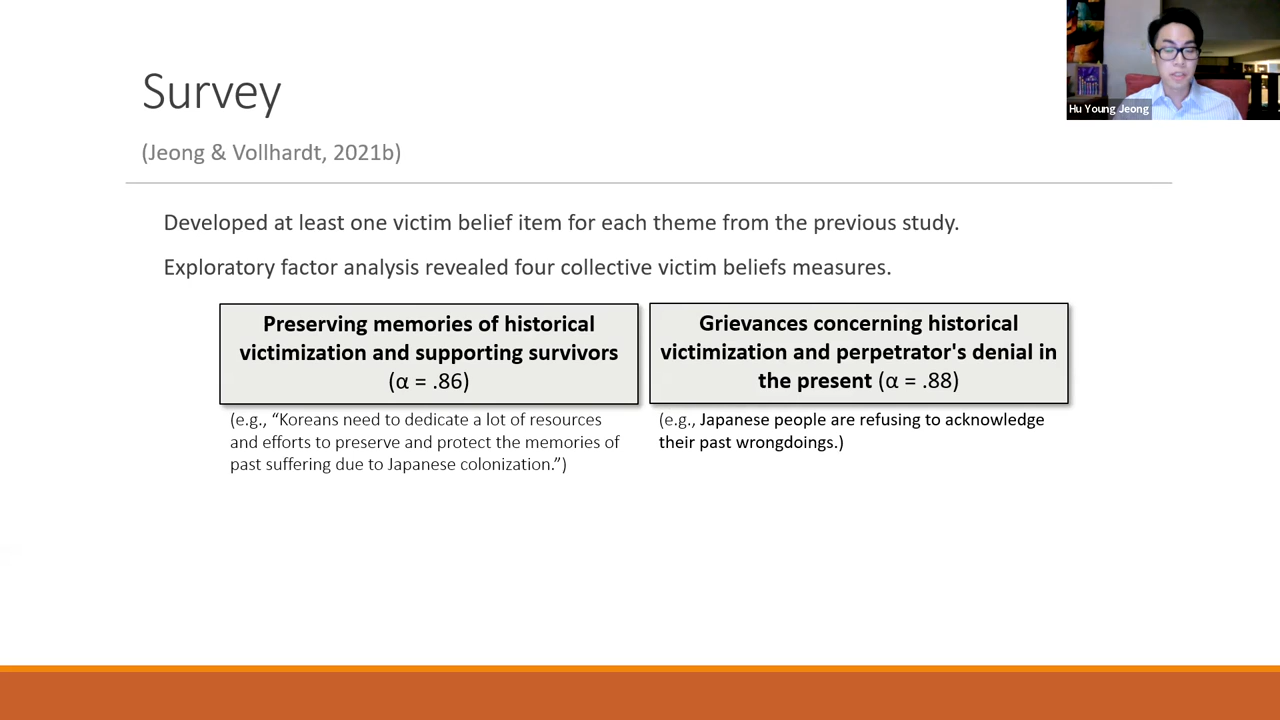 Survey
(Jeong & Vollhardt, 2021b)
Hu Young Jeong
Developed at least one victim belief item for each theme from the previous study.
Exploratory factor analysis revealed four collective victim beliefs measures.
Preserving memories of historical
victimization and supporting survivors
(α = .86)
(e.g., “Koreans need to dedicate a lot of resources
and efforts to preserve and protect the memories of
past suffering due to Japanese colonization.”)
Grievances concerning historical
victimization and perpetrator's denial in
the present (α = .88)
(e.g., Japanese people are refusing to acknowledge
their past wrongdoings.)